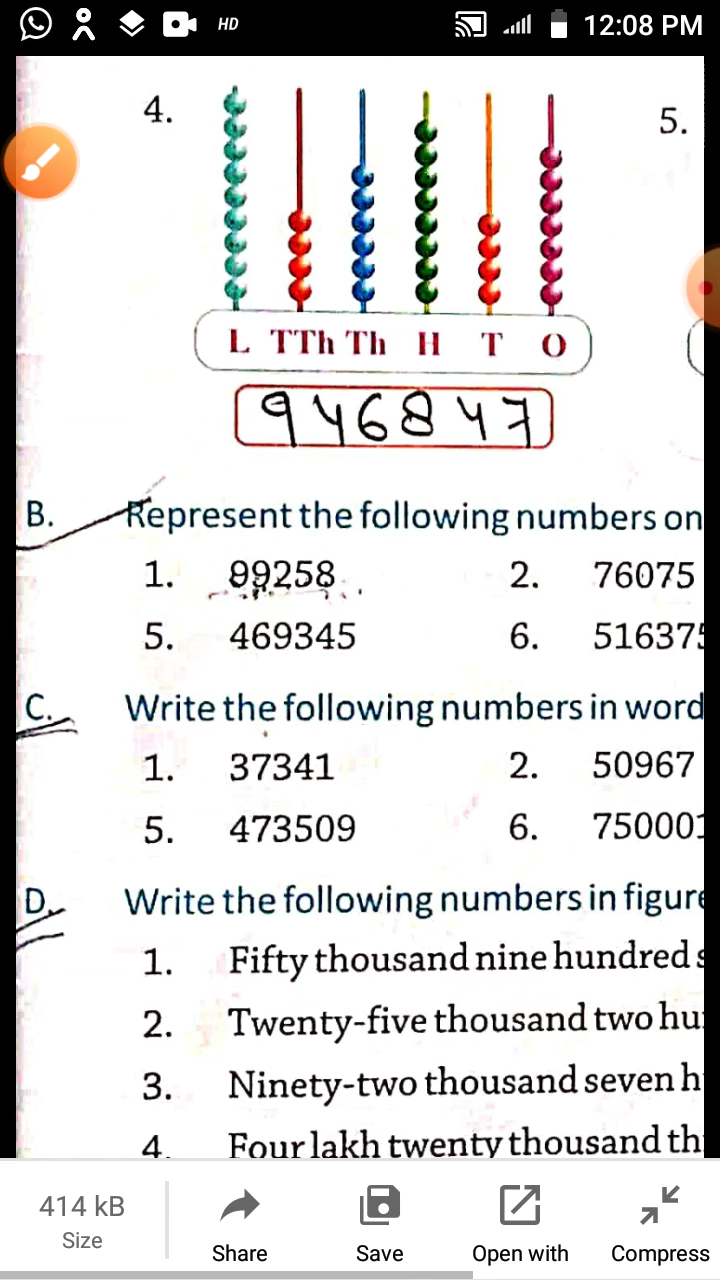 HD 12:08 PM
4. 5.
L TTh Th H T O
946847
B. Represent the following numbers on
1. 99258 2. 76075
5. 469345 6. 516375
C. Write the following numbers in word
1. 37341 2. 50967
5. 473509 6. 750001
D. Write the following numbers in figure
1. Fifty thousand nine hundred s
2. Twenty-five thousand two hu
3. Ninety-two thousand seven h
4. Four lakh twenty thousand th
414 kB
Size
Share Save Open with Compress